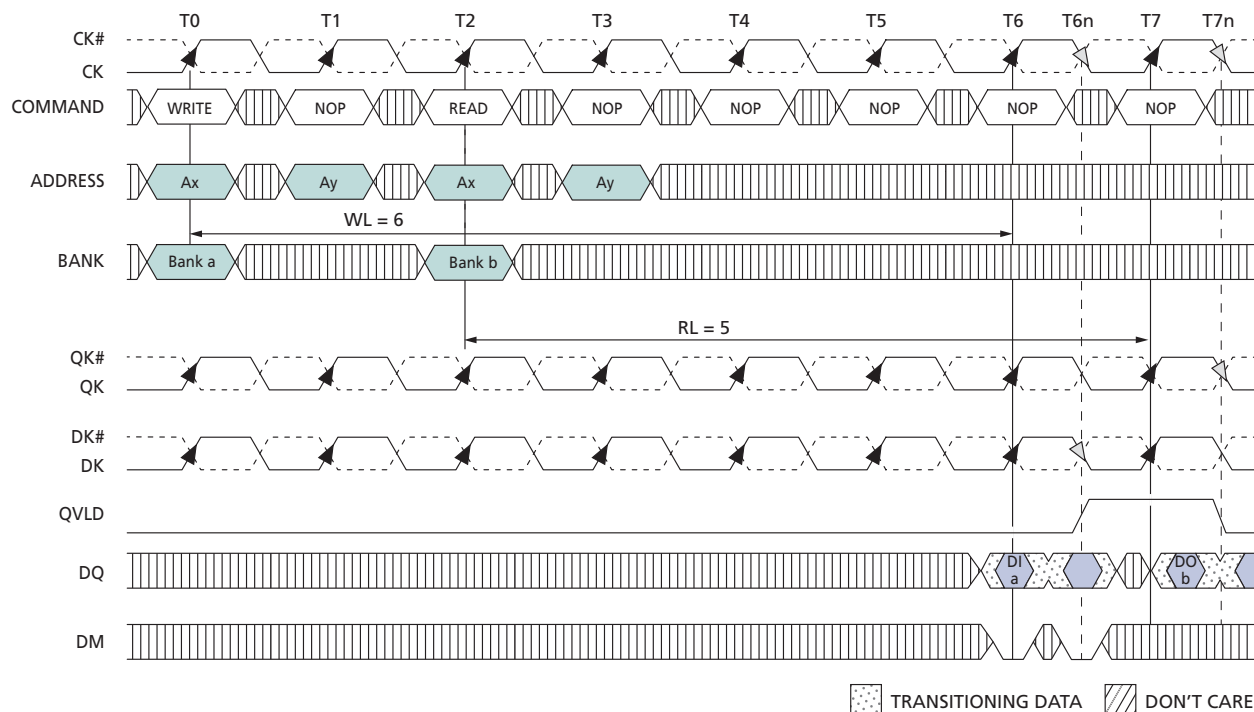 T0 T1 T2 T3 T4 T5 T6 T6n T7 T7n
CK#
CK
COMMAND WRITE NOP READ NOP NOP NOP NOP NOP
ADDRESS Ax Ay Ax Ay
WL = 6
BANK Bank a Bank b
RL = 5
QK#
QK
DK#
DK
QVLD
DQ DI a DO b
DM
TRANSITIONING DATA DON'T CARE